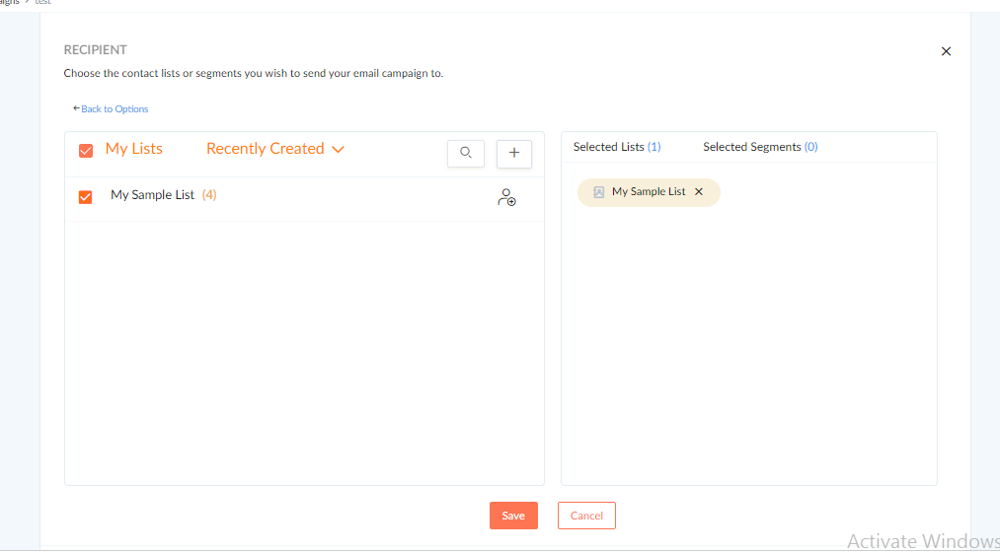 test
RECIPIENT
Choose the contact lists or segments you wish to send your email campaign to.
Back to Options
My Lists Recently Created
My Sample List (4)
Selected Lists (1) Selected Segments (0)
My Sample List
Save Cancel
Activate Windows